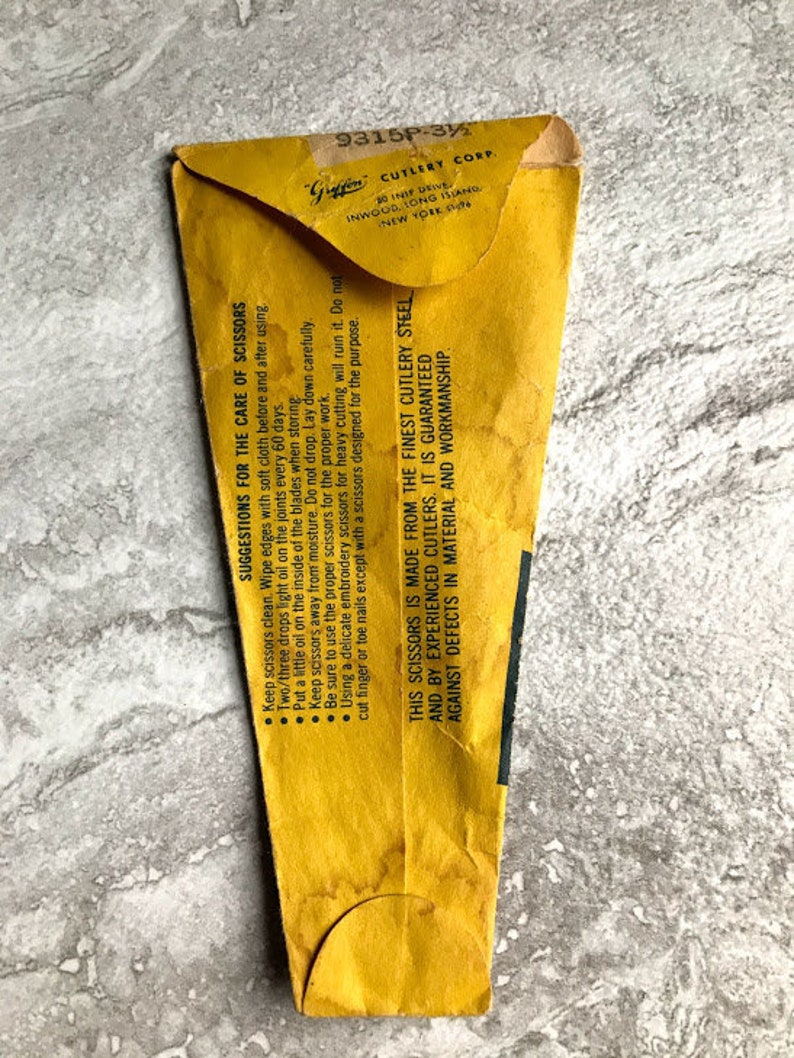 9315P-3½"
"Griffon" CUTLERY CORP.
80 INIP DRIVE,
INWOOD, LONG ISLAND,
NEW YORK
SUGGESTIONS FOR THE CARE OF SCISSORS
• Keep scissors clean. Wipe edges with soft cloth before and after using.
• Two/three drops light oil on the joints every 60 days.
• Put a little oil on the inside of the blades when storing.
• Keep scissors away from moisture. Do not drop. Lay down carefully.
• Be sure to use the proper scissors for the proper work.
• Using a delicate embroidery scissors for heavy cutting will ruin it. Do not
cut finger or toe nails except with a scissors designed for the purpose.
THIS SCISSORS IS MADE FROM THE FINEST CUTLERY STEEL
AND BY EXPERIENCED CUTLERS. IT IS GUARANTEED
AGAINST DEFECTS IN MATERIAL AND WORKMANSHIP.